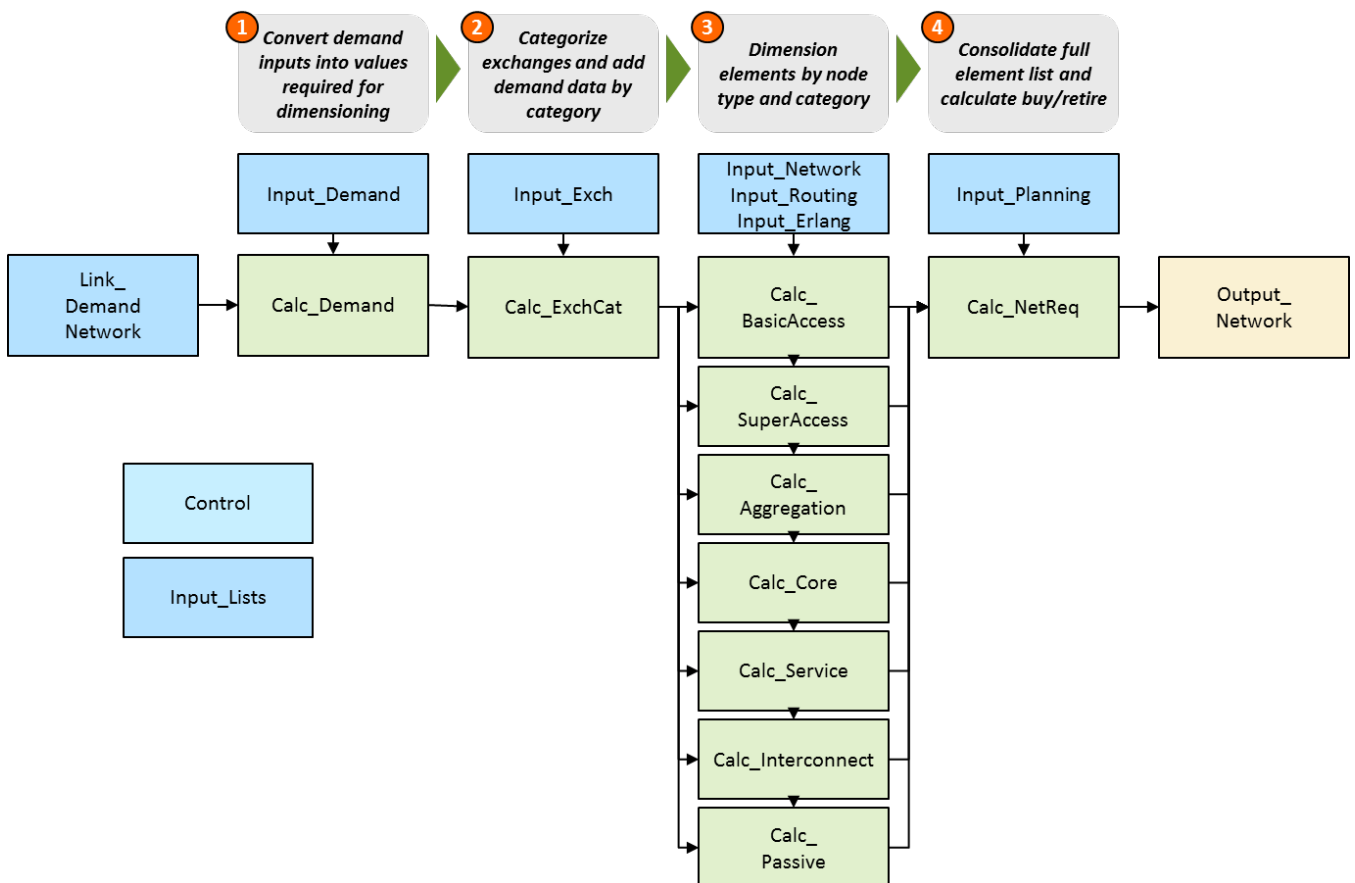 1
Convert demand
inputs into values
required for
dimensioning
2
Categorize
exchanges and add
demand data by
category
3
Dimension
elements by node
type and category
4
Consolidate full
element list and
calculate buy/retire
Input_Demand
Input_Exch
Input_Network
Input_Routing
Input_Erlang
Input_Planning
Link_
Demand
Network
Calc_Demand
Calc_ExchCat
Calc_
BasicAccess
Calc_NetReq
Output_
Network
Calc_
SuperAccess
Calc_
Aggregation
Control
Calc_Core
Input_Lists
Calc_Service
Calc_Interconnect
Calc_
Passive